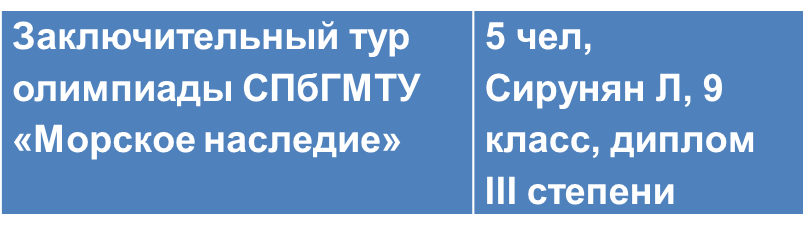 Заключительный тур
олимпиады СПбГМТУ
«Морское наследие»
5 чел,
Сирунян Л, 9
класс, диплом
III степени